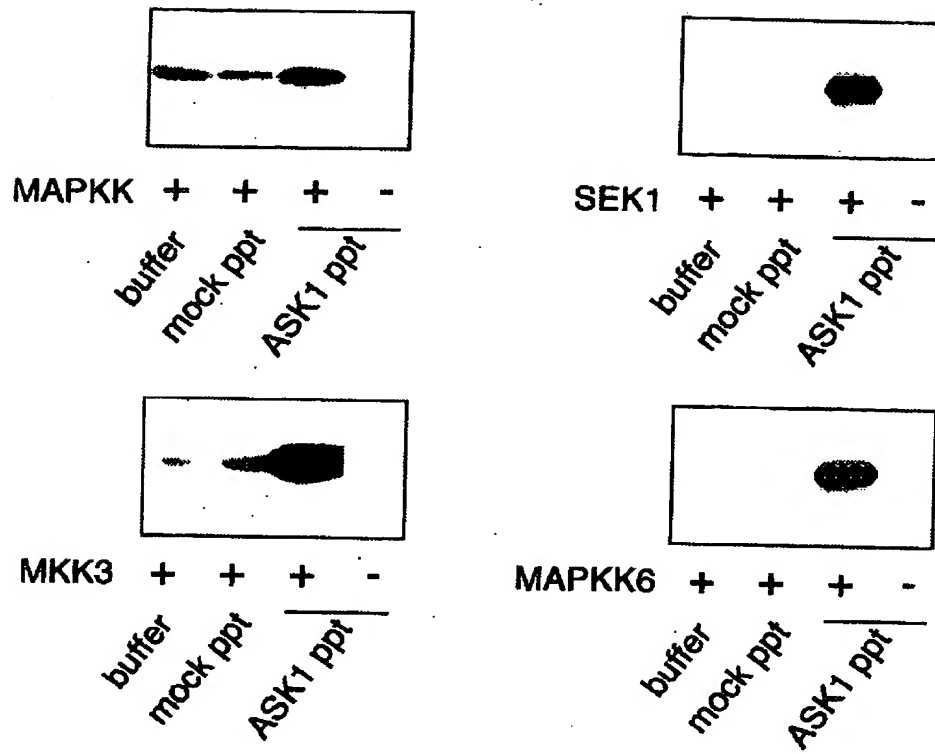 MAPKK + + + -
buffer
mock ppt
ASK1 ppt
SEK1 + + + -
buffer
mock ppt
ASK1 ppt
MKK3 + + + -
buffer
mock ppt
ASK1 ppt
MAPKK6 + + + -
buffer
mock ppt
ASK1 ppt